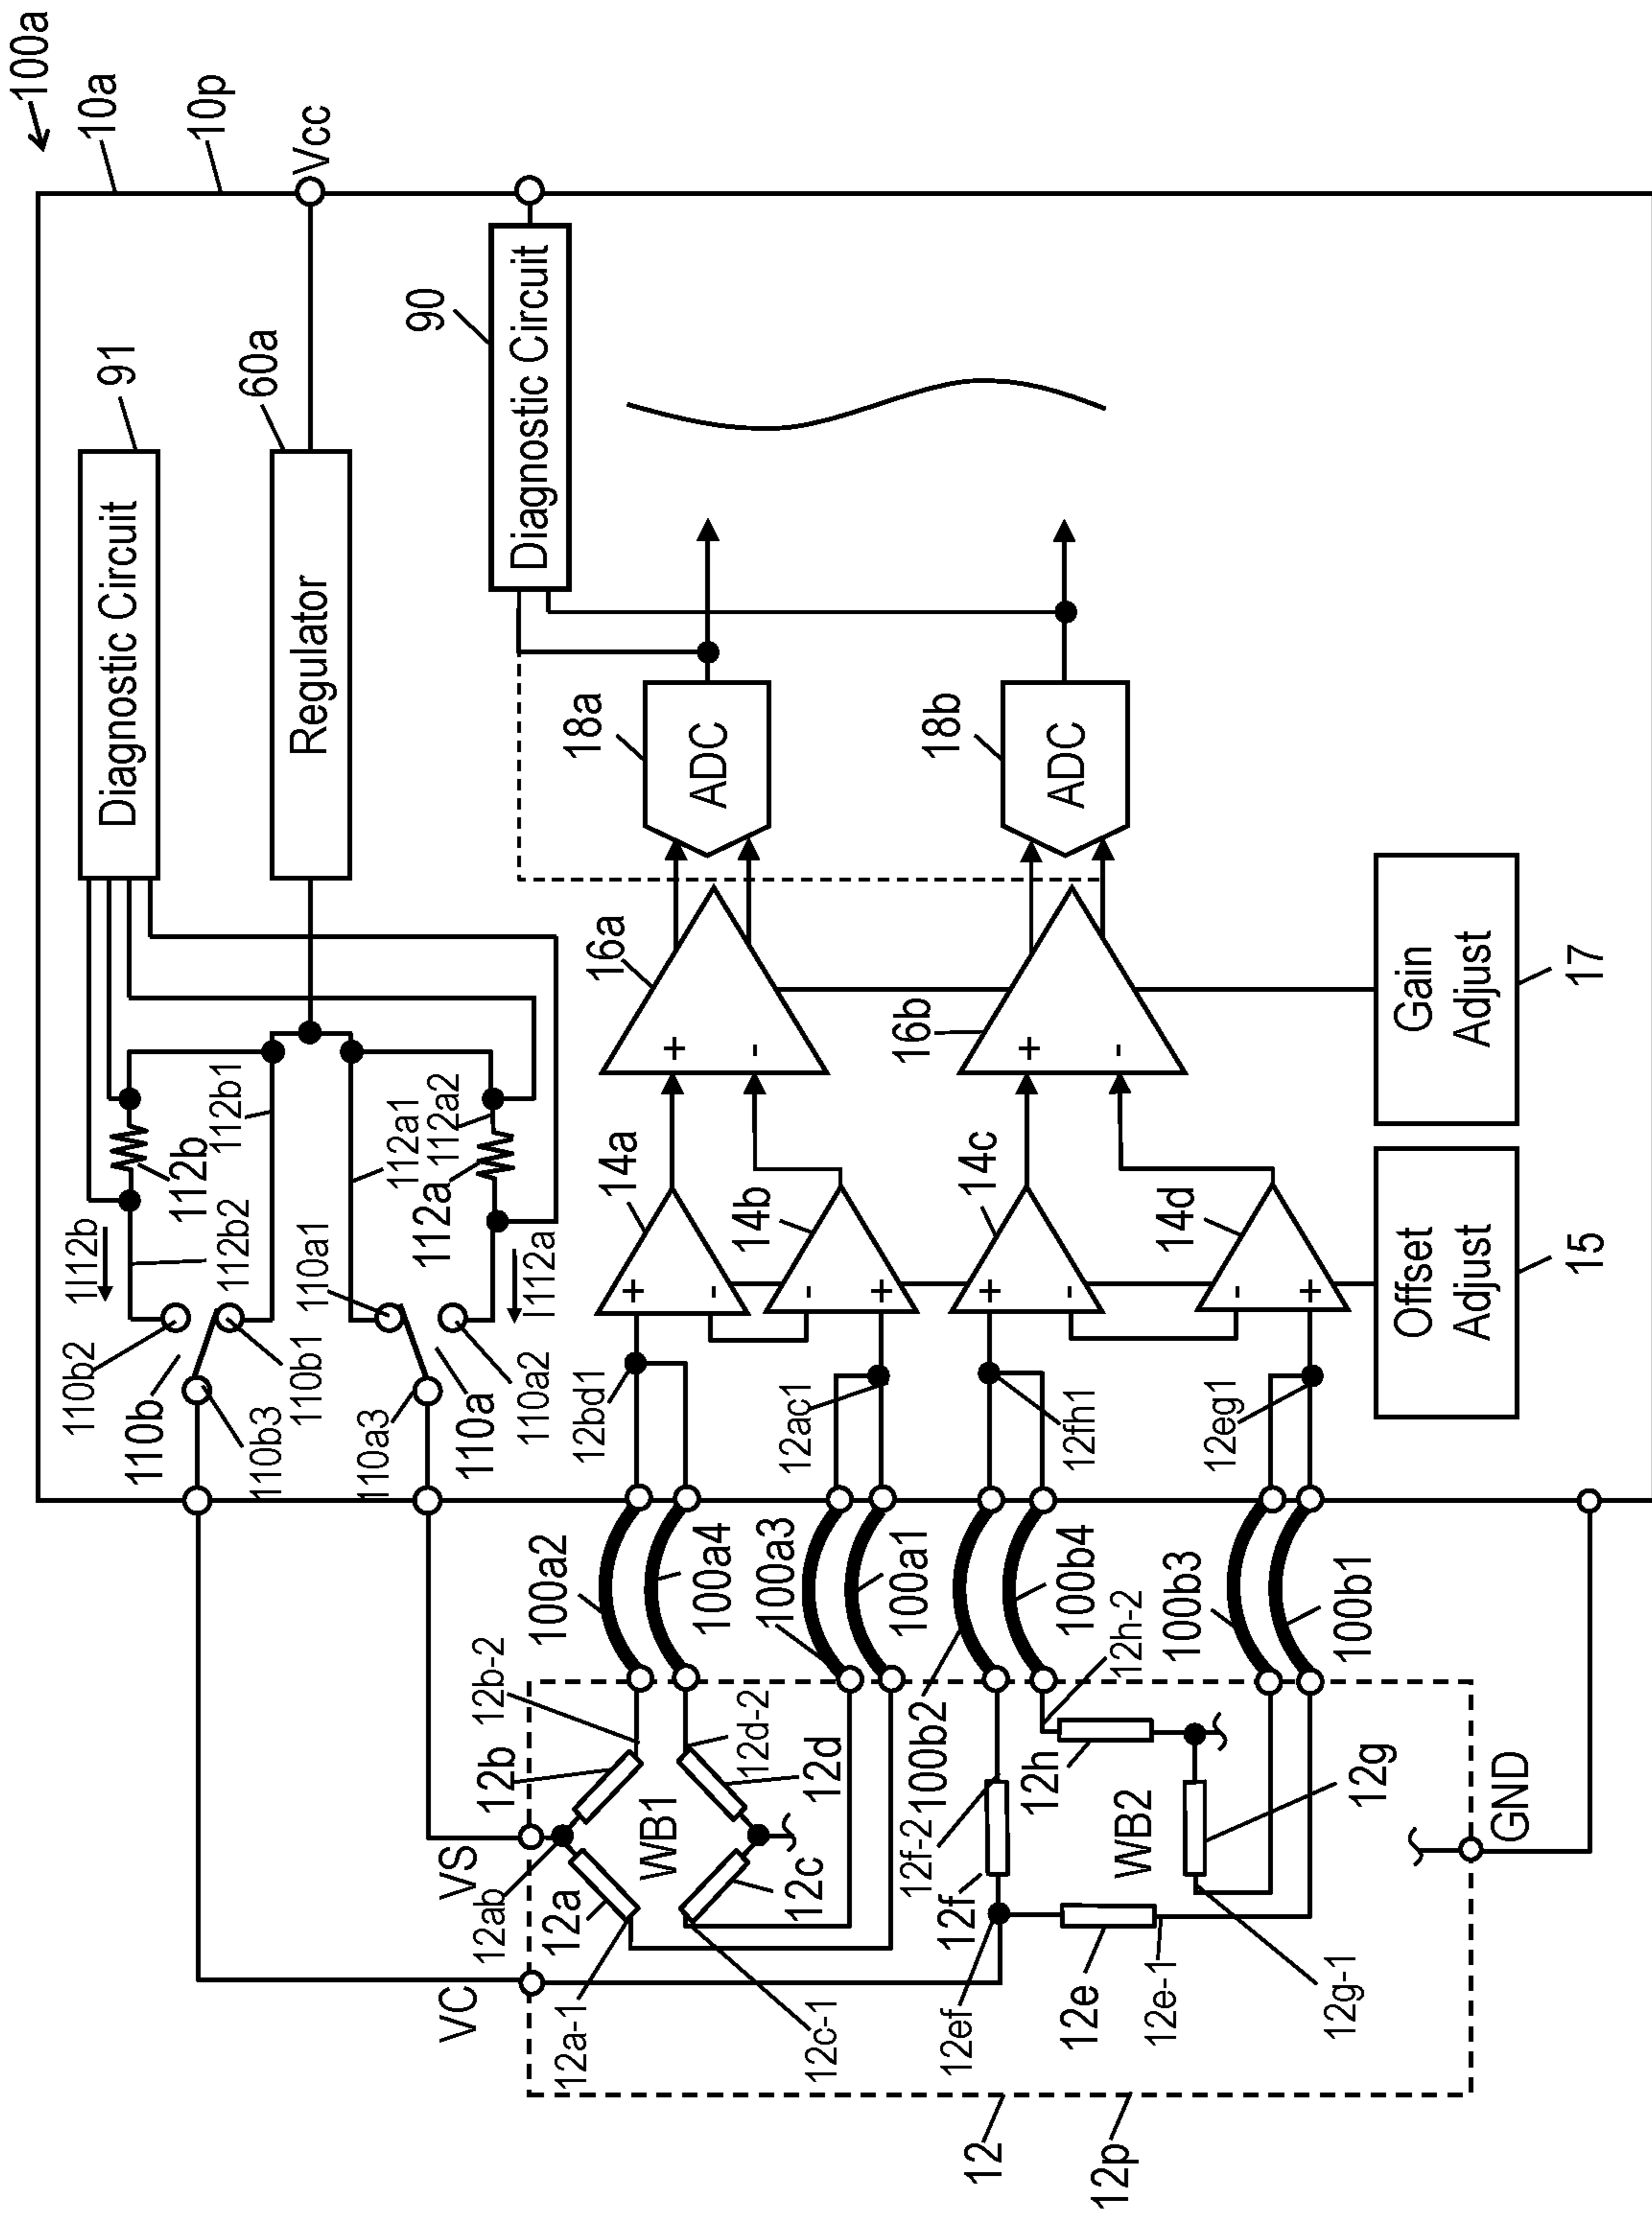 100a
10a
10p
Vcc
Diagnostic Circuit
91
Regulator
60a
Diagnostic Circuit
90
112b
112b1
112b2
1I12b
112a1
112a2
112a
I112a
110b2
110b
110b3
110b1
110a1
110a3
110a
110a2
18a
ADC
18b
ADC
16a
+
-
16b
+
-
Gain
Adjust
17
14a
+
-
14b
-
+
14c
+
-
14d
-
+
Offset
Adjust
15
12bd1
12ac1
12fh1
12eg1
100a2
100a4
100a3
100a1
100b2
100b4
100b3
100b1
VS
VC
GND
12ab
12b
12b-2
12d-2
12d
WB1
12a
12a-1
12c
12c-1
12f-2
12f
12h
12h-2
WB2
12g
12ef
12e
12e-1
12g-1
12
12p